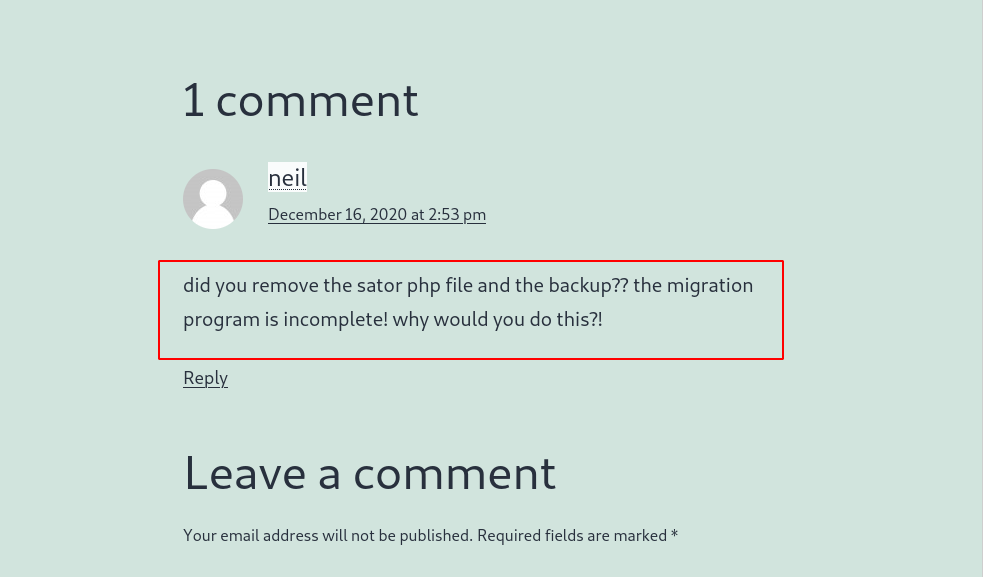 1 comment
neil
December 16, 2020 at 2:53 pm
did you remove the sator php file and the backup?? the migration
program is incomplete! why would you do this?!
Reply
Leave a comment
Your email address will not be published. Required fields are marked *